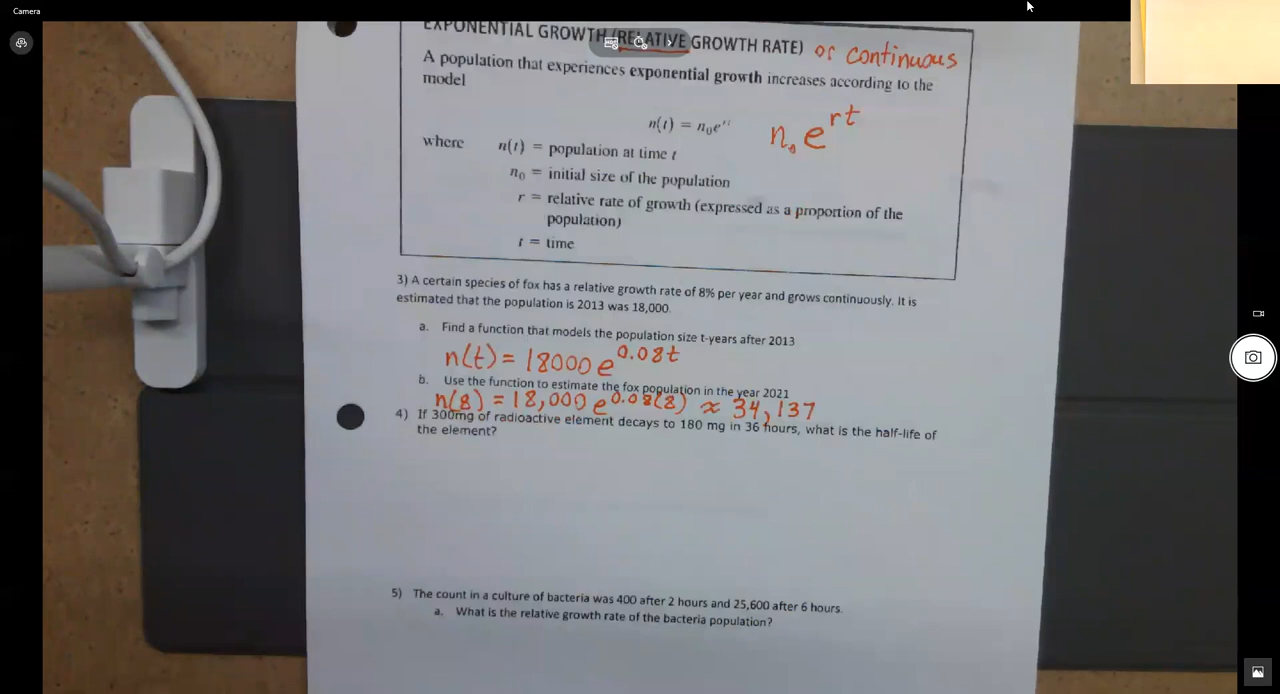 Camera
EXPONENTIAL GROWTH (RELATIVE GROWTH RATE) or continuous
A population that experiences exponential growth increases according to the
model
n(t) = n₀eʳᵗ n₀ e^rt
where n(t) = population at time t
n₀ = initial size of the population
r = relative rate of growth (expressed as a proportion of the
population)
t = time
3) A certain species of fox has a relative growth rate of 8% per year and grows continuously. It is
estimated that the population is 2013 was 18,000.
a. Find a function that models the population size t-years after 2013
n(t) = 18000 e^0.08t
b. Use the function to estimate the fox population in the year 2021
n(8) = 18,000 e^0.08(8) ≈ 34,137
4) If 300mg of radioactive element decays to 180 mg in 36 hours, what is the half-life of
the element?
5) The count in a culture of bacteria was 400 after 2 hours and 25,600 after 6 hours.
a. What is the relative growth rate of the bacteria population?